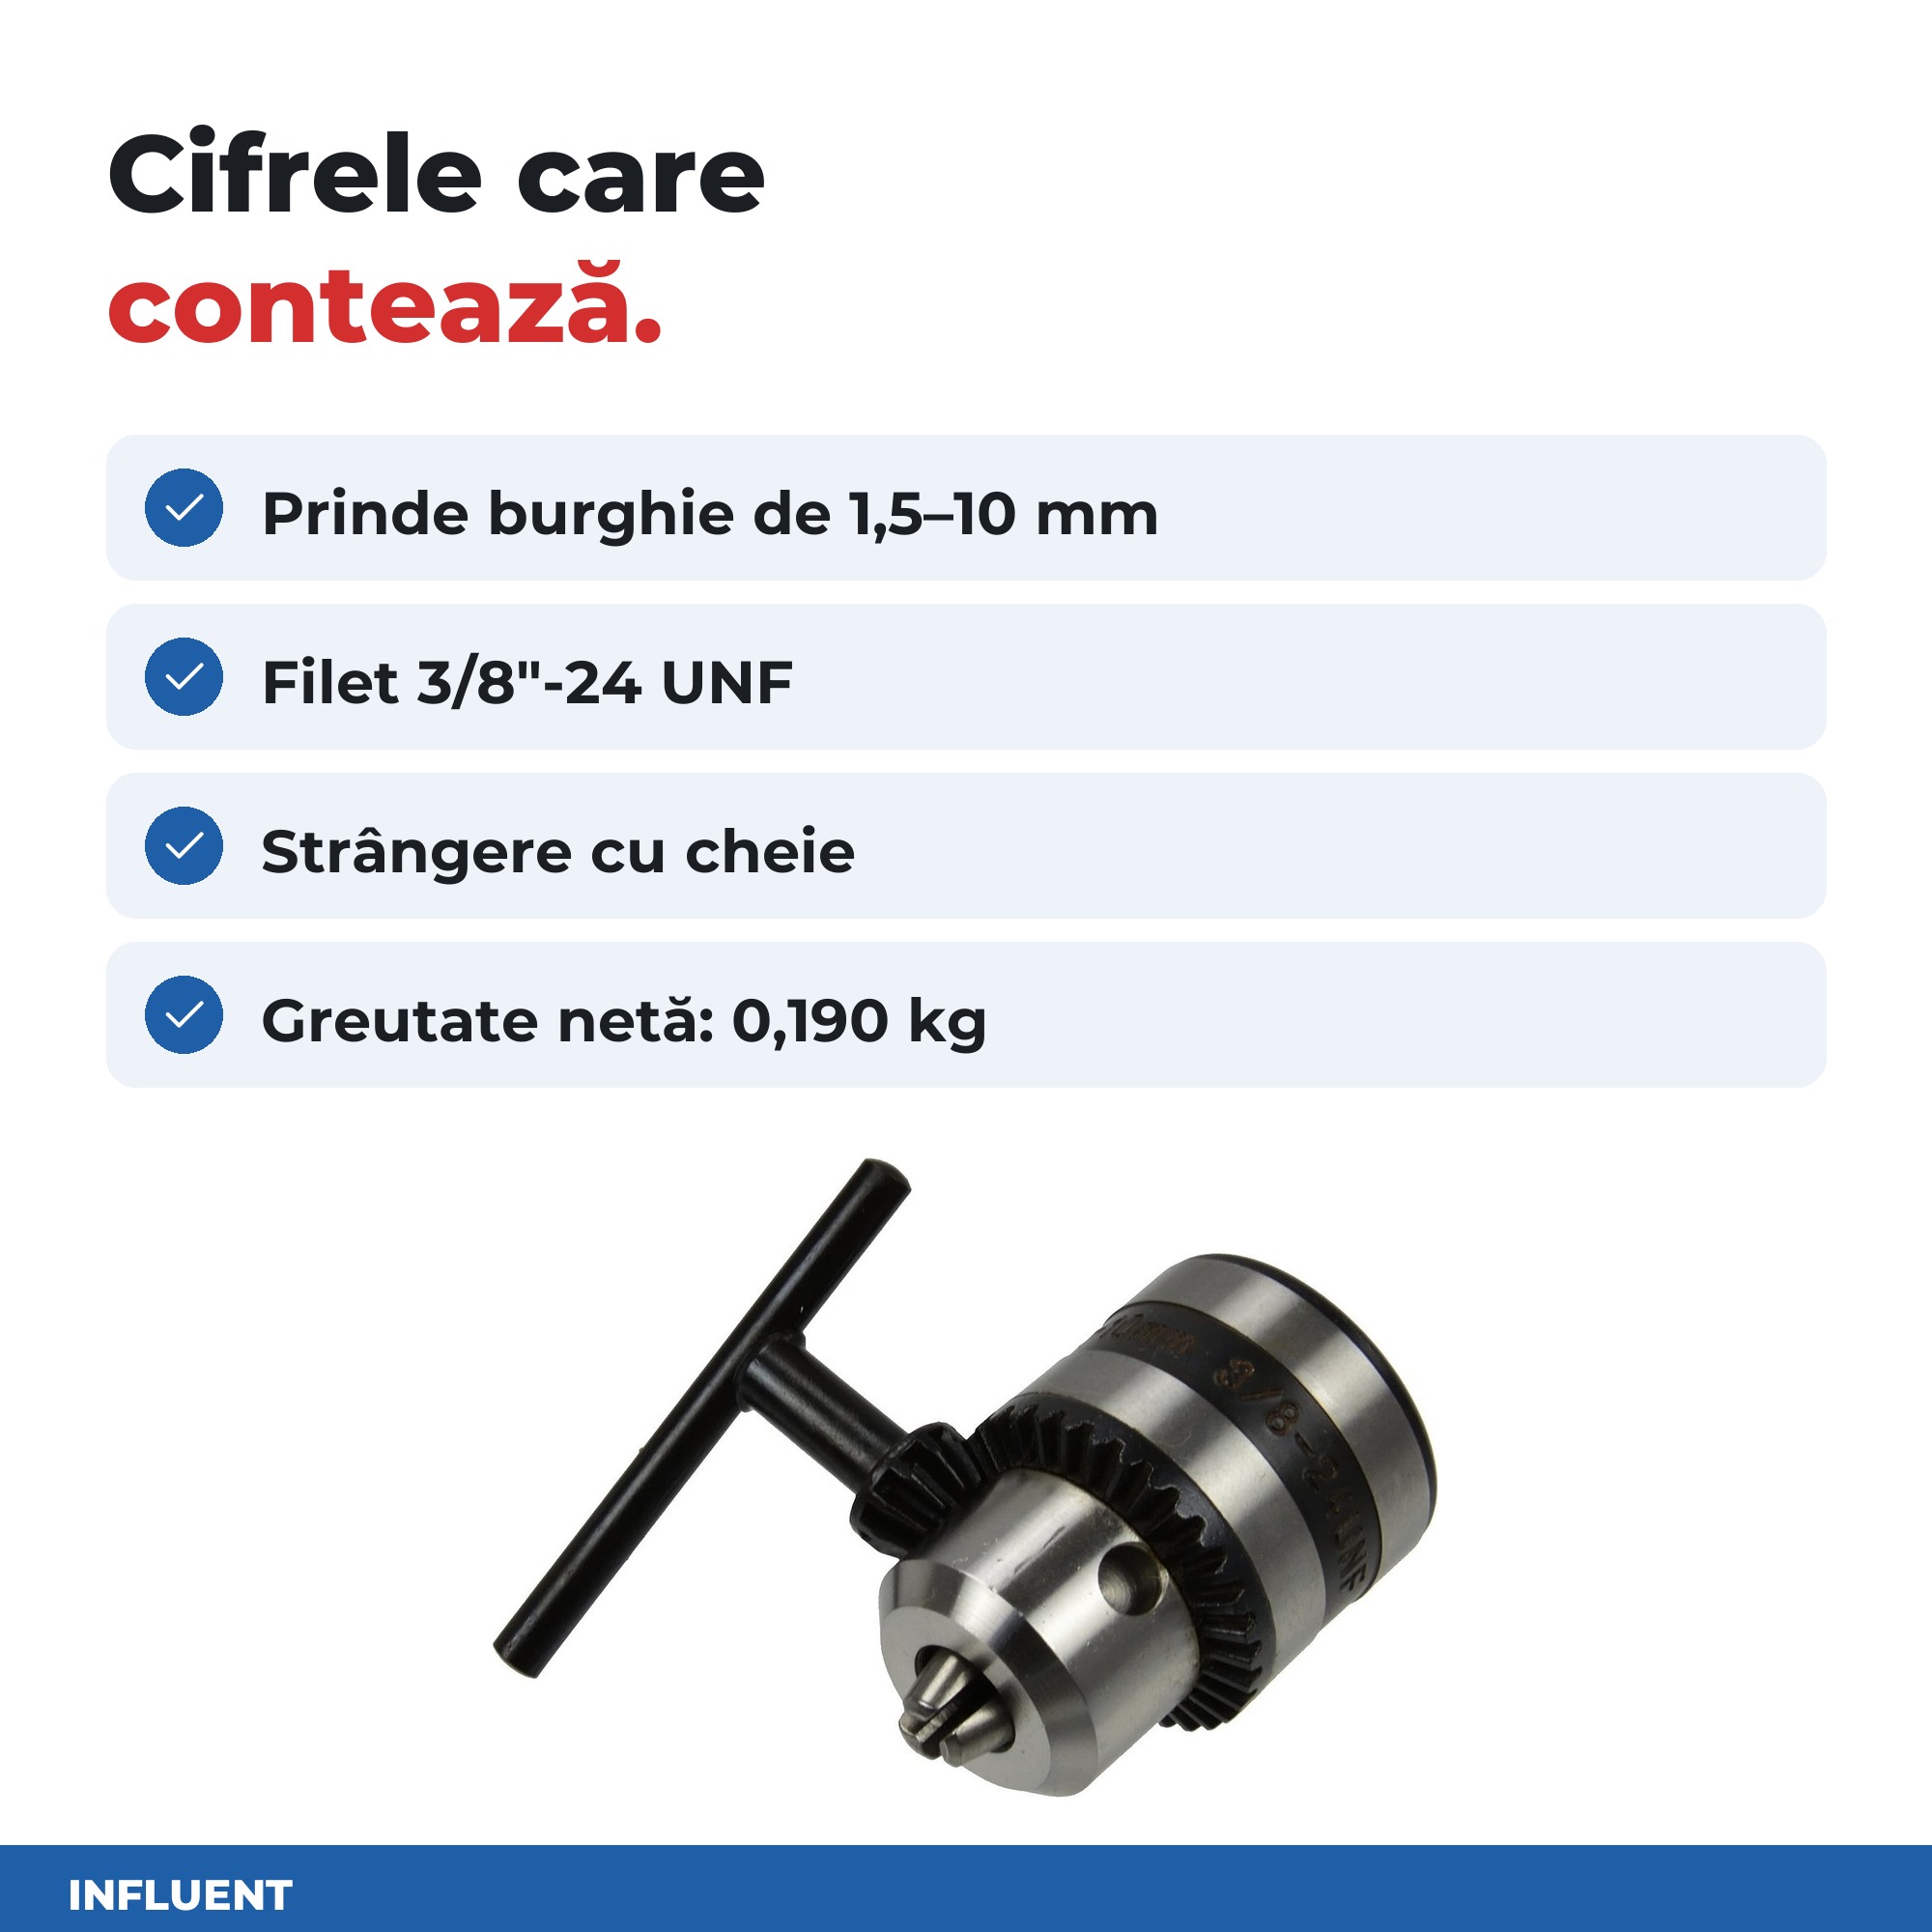 Cifrele care
contează.
Prinde burghie de 1,5–10 mm
Filet 3/8"-24 UNF
Strângere cu cheie
Greutate netă: 0,190 kg
3/8-24UNF
INFLUENT